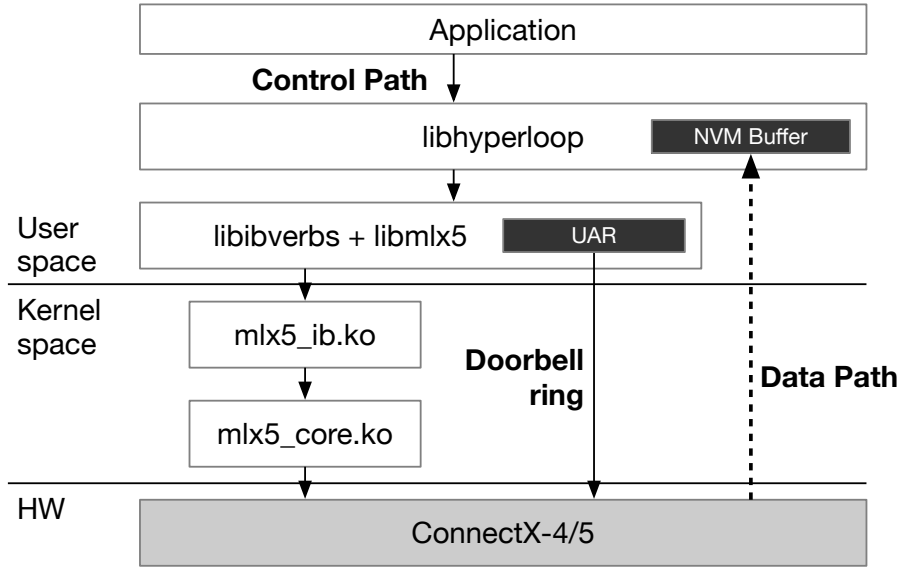 Application
Control Path
libhyperloop
NVM Buffer
User
space
libibverbs + libmlx5
UAR
Kernel
space
mlx5_ib.ko
Doorbell
ring
Data Path
mlx5_core.ko
HW
ConnectX-4/5